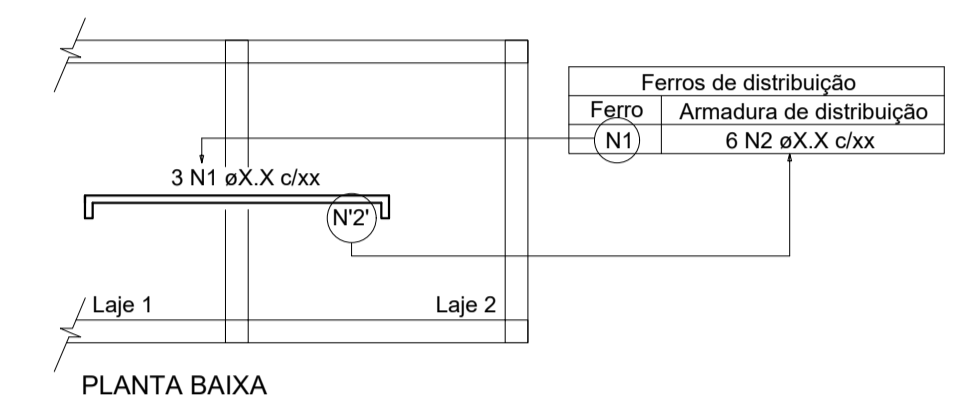 Ferros de distribuição
Ferro Armadura de distribuição
N1 6 N2 øX.X c/xx
3 N1 øX.X c/xx
N'2'
Laje 1 Laje 2
PLANTA BAIXA